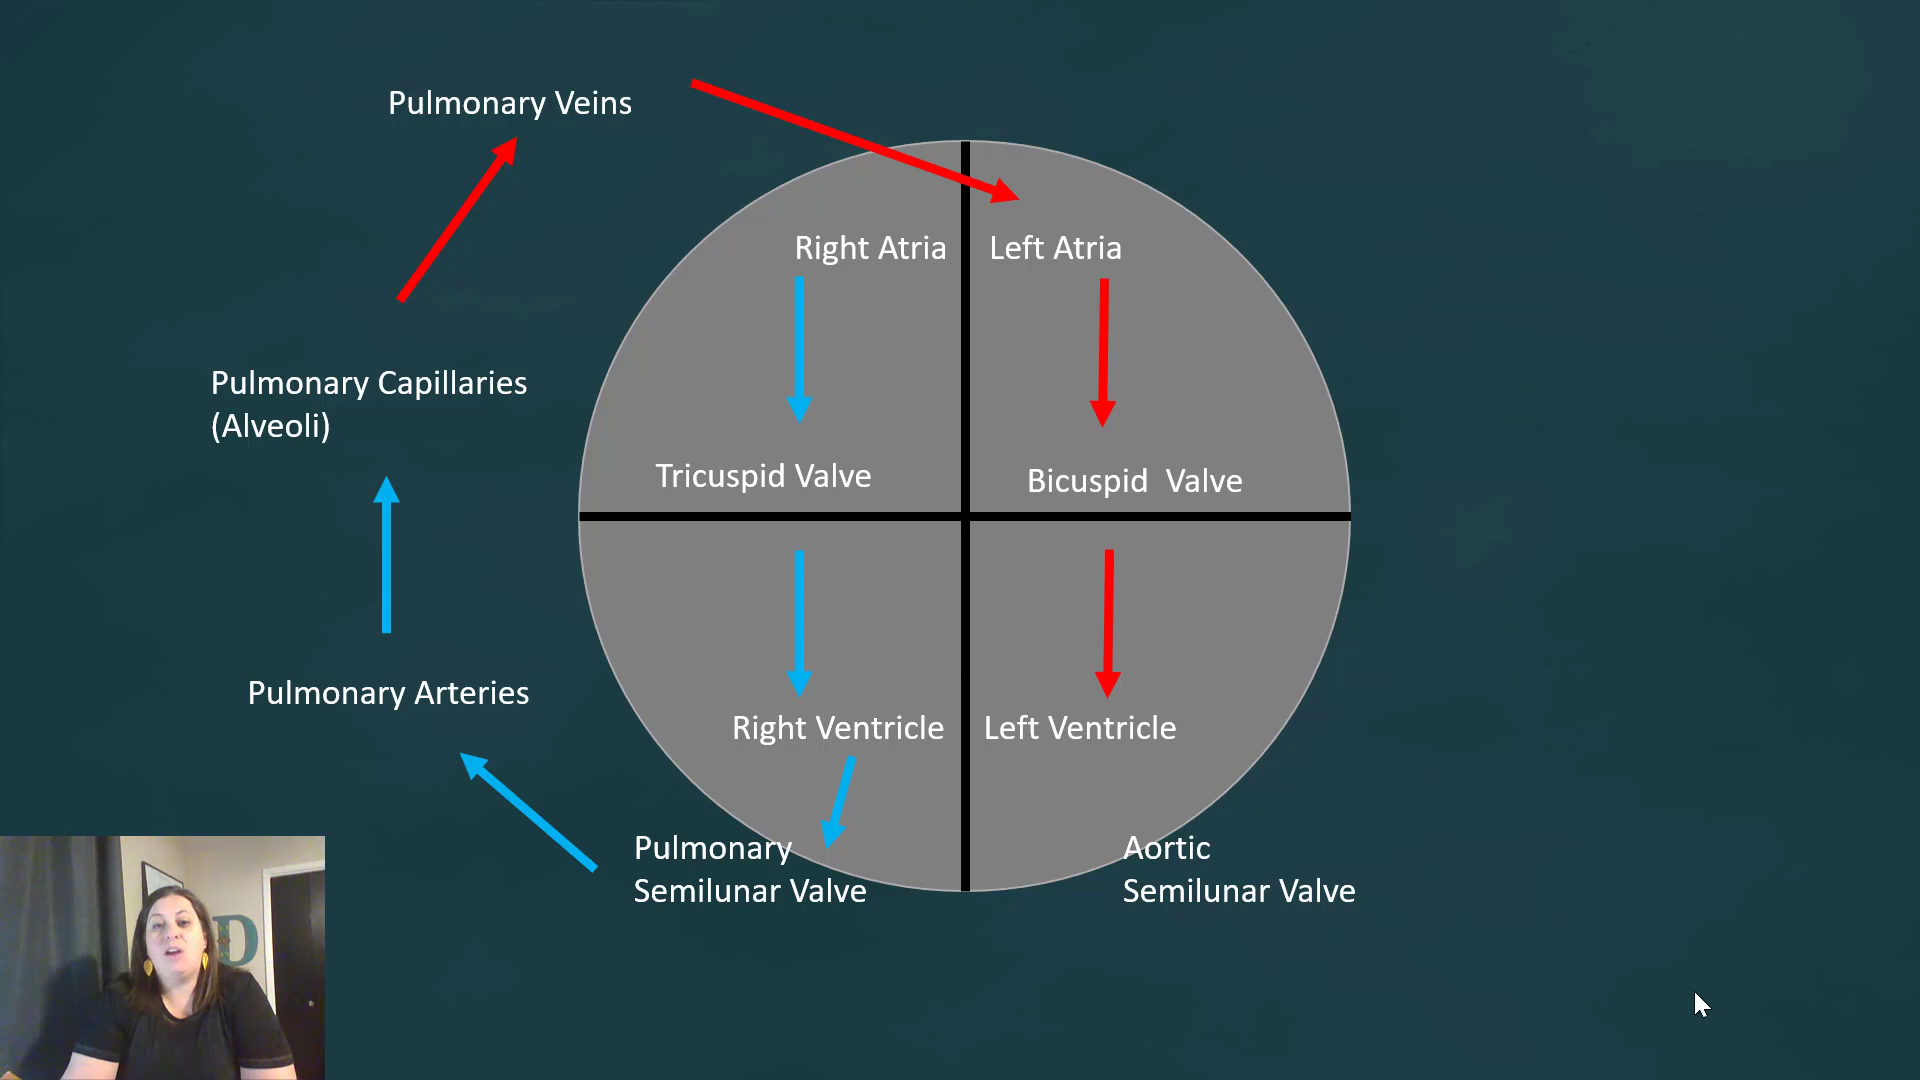 Pulmonary Veins
Right Atria
Left Atria
Pulmonary Capillaries
(Alveoli)
Tricuspid Valve
Bicuspid  Valve
Pulmonary Arteries
Right Ventricle
Left Ventricle
Pulmonary
Semilunar Valve
Aortic
Semilunar Valve
D